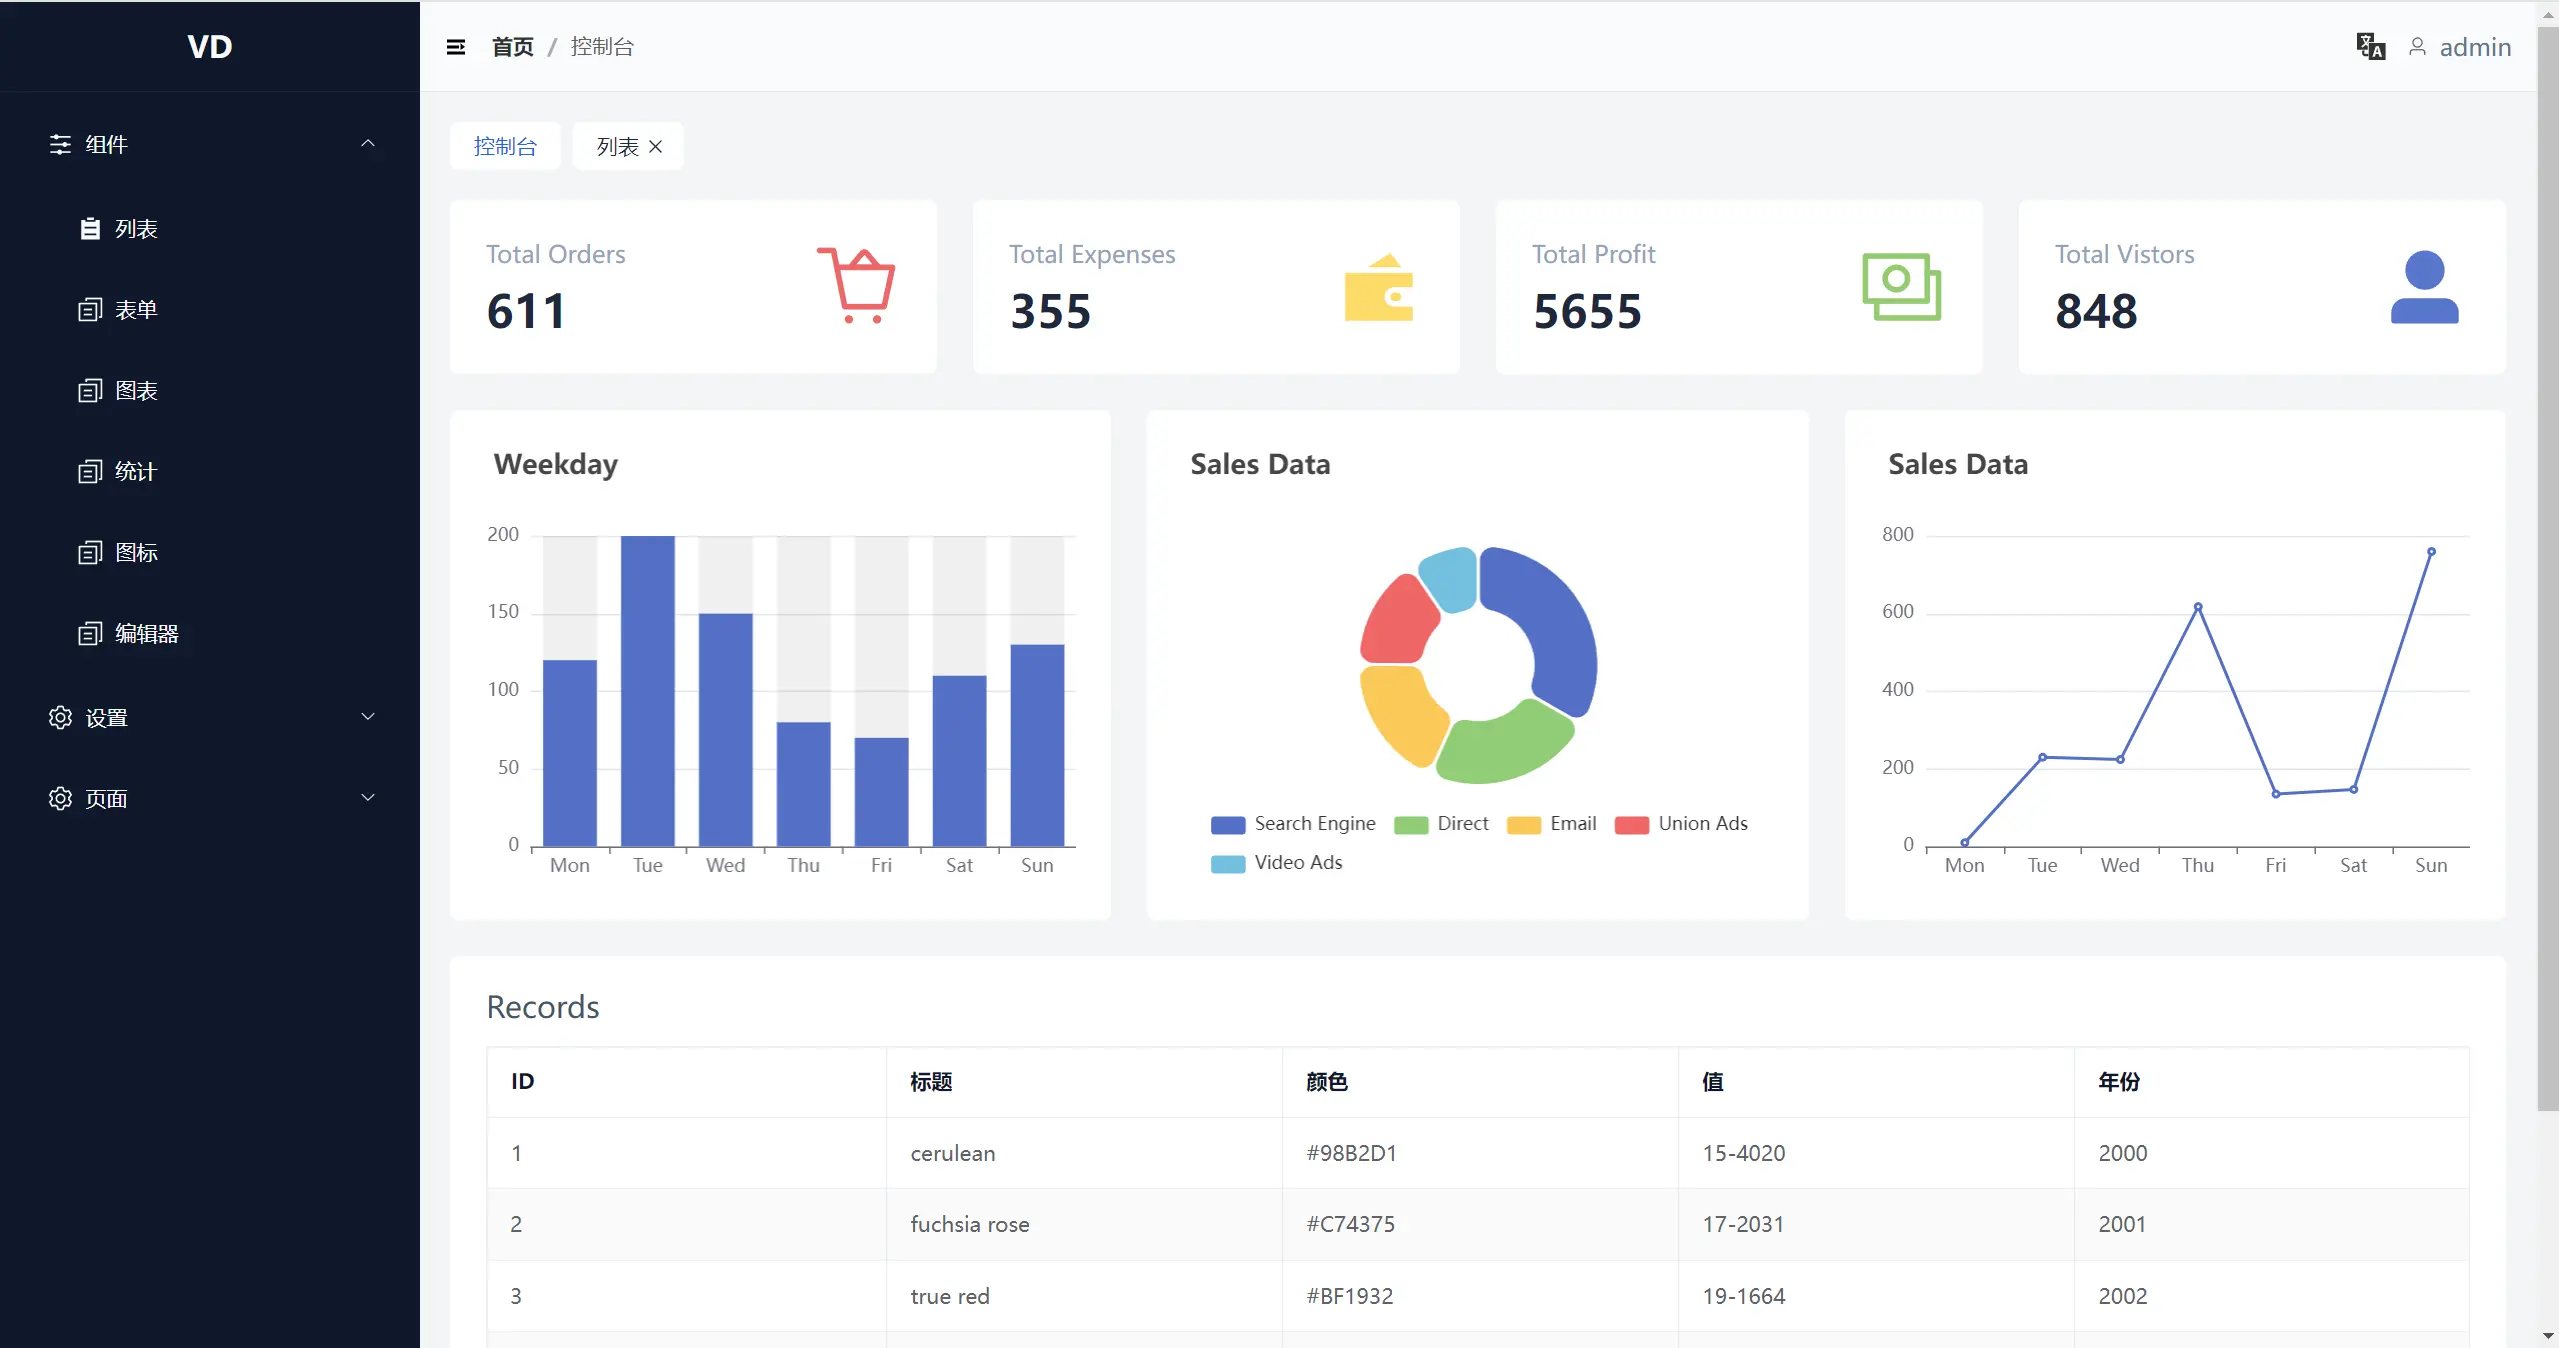 VD
首页 / 控制台
admin
组件
列表
表单
图表
统计
图标
编辑器
设置
页面
控制台
列表
Total Orders
611
Total Expenses
355
Total Profit
5655
Total Vistors
848
Weekday
200
150
100
50
0
Mon Tue Wed Thu Fri Sat Sun
Sales Data
Search Engine Direct Email Union Ads
Video Ads
Sales Data
800
600
400
200
0
Mon Tue Wed Thu Fri Sat Sun
Records
ID 标题 颜色 值 年份
1 cerulean #98B2D1 15-4020 2000
2 fuchsia rose #C74375 17-2031 2001
3 true red #BF1932 19-1664 2002